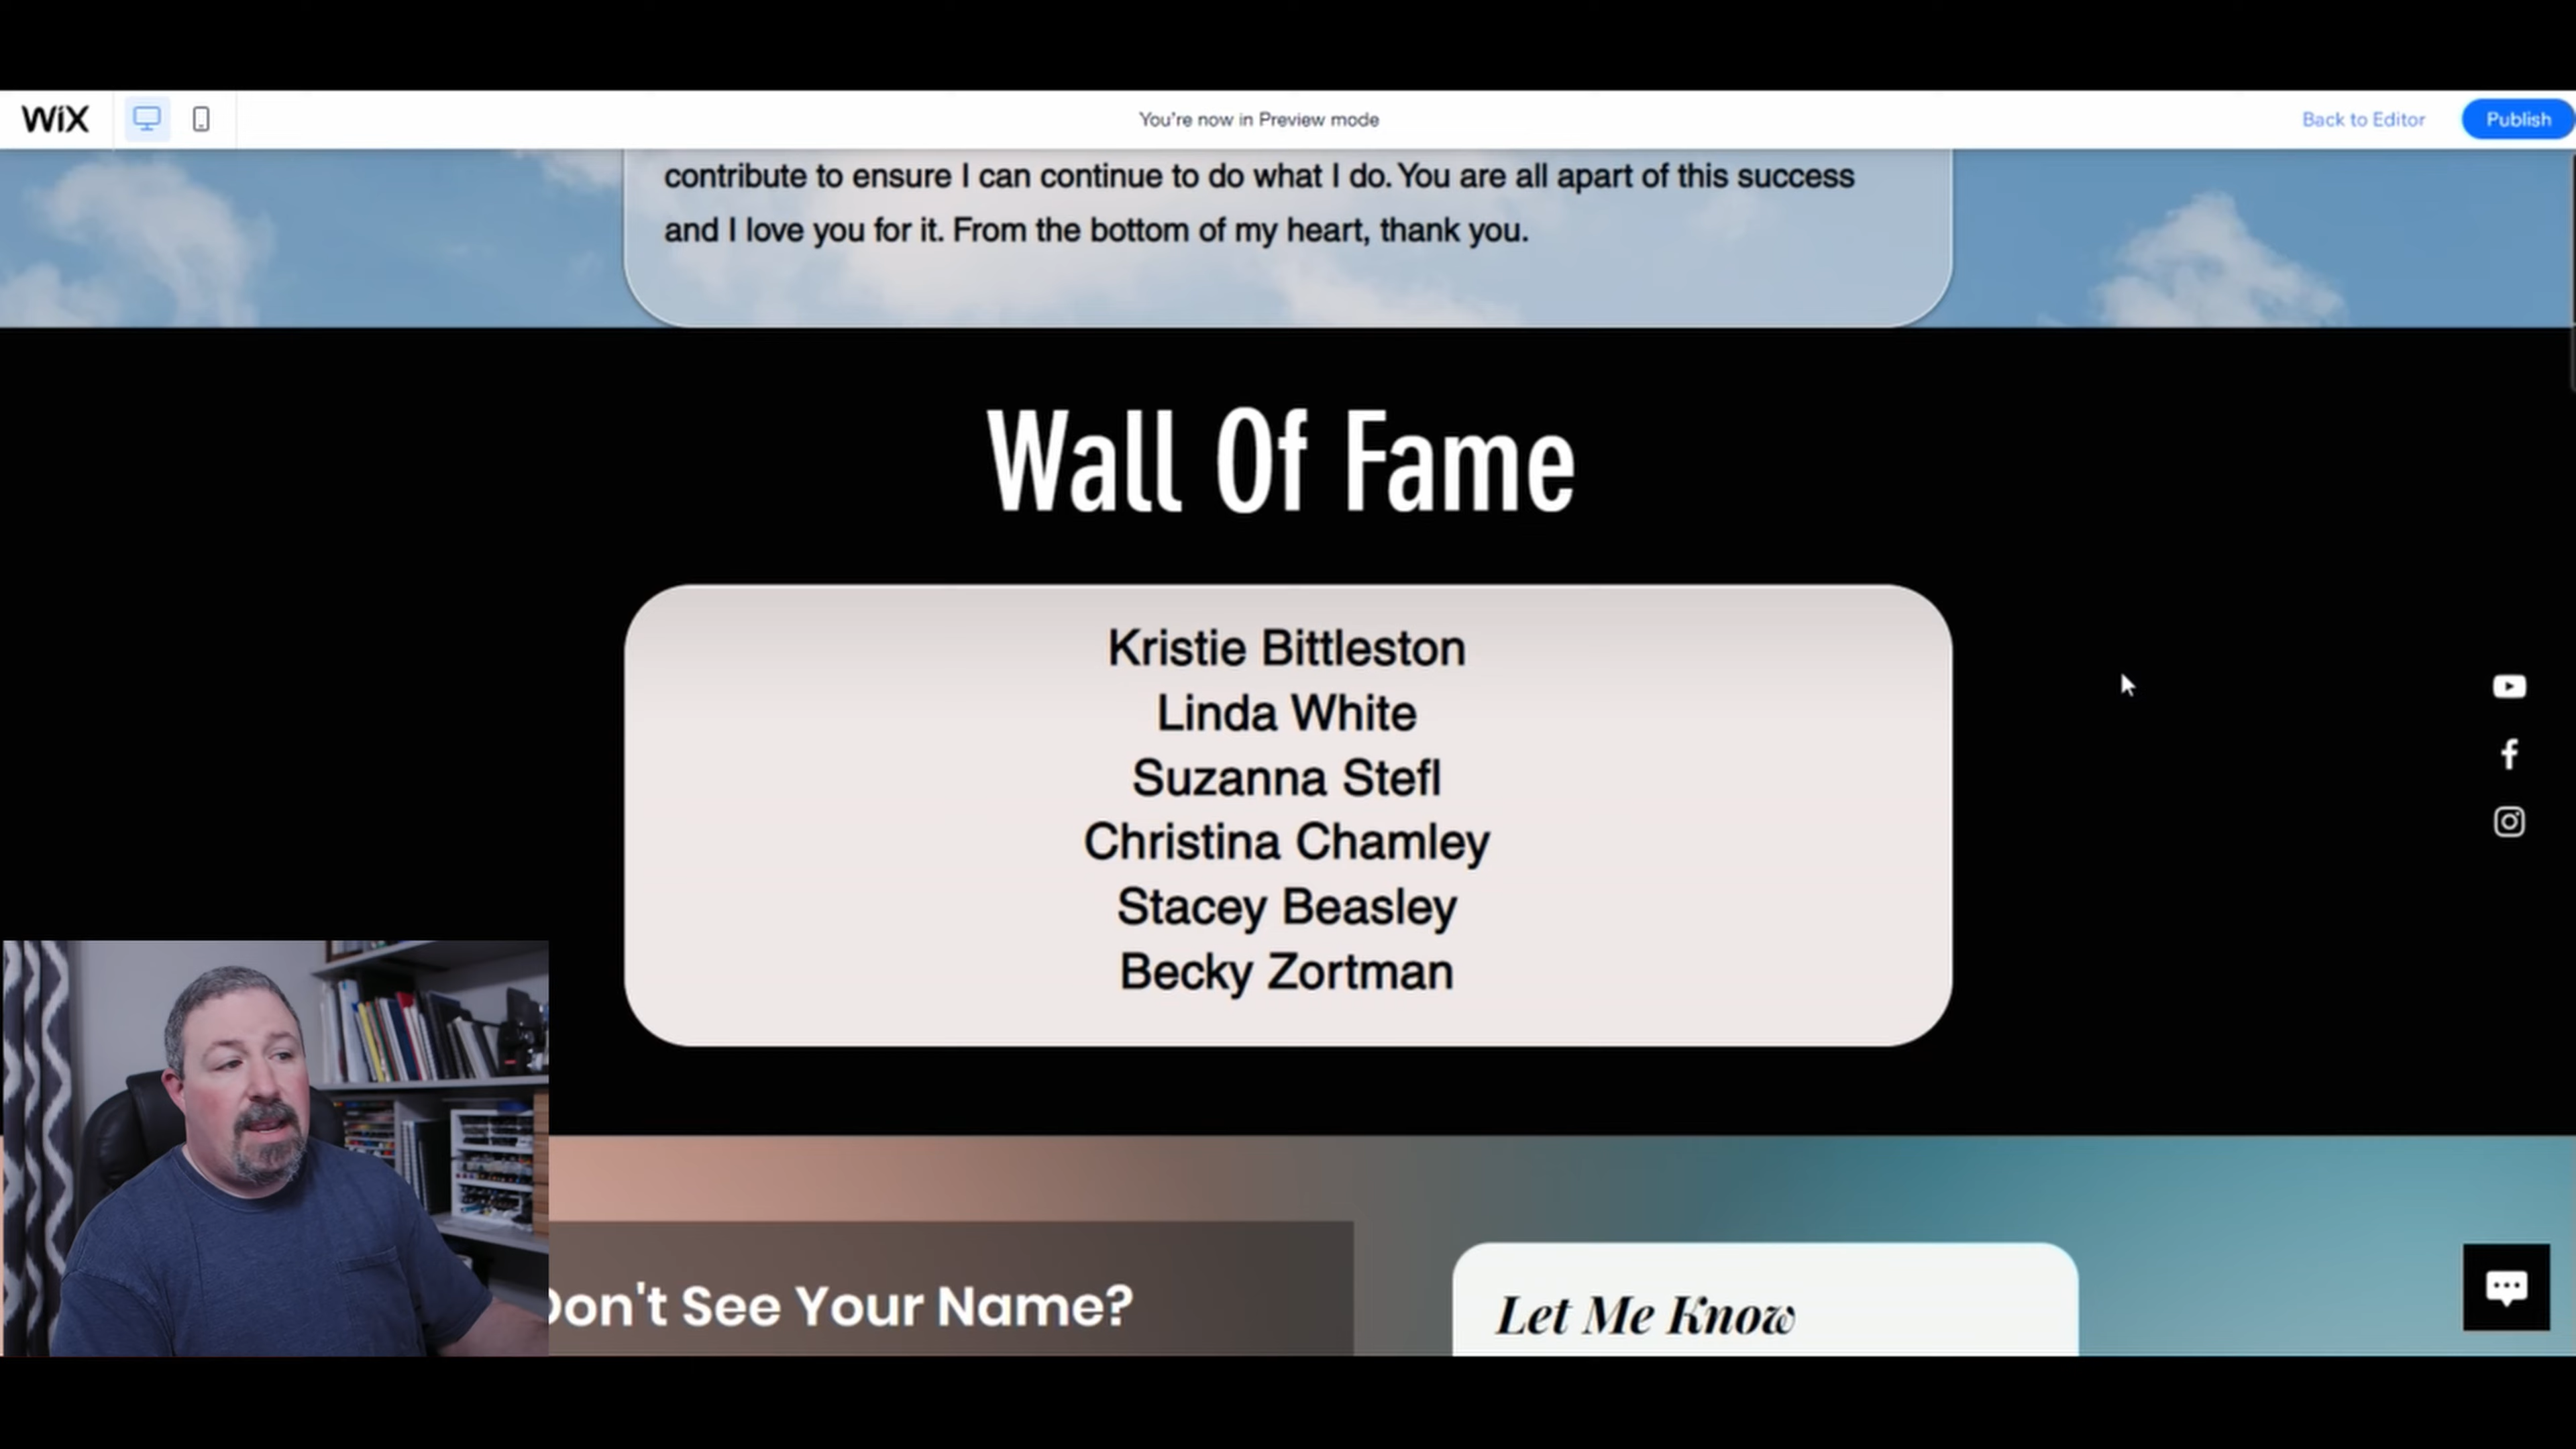 WiX
You're now in Preview mode
Back to Editor
Publish
contribute to ensure I can continue to do what I do. You are all apart of this success
and I love you for it. From the bottom of my heart, thank you.
Wall Of Fame
Kristie Bittleston
Linda White
Suzanna Stefl
Christina Chamley
Stacey Beasley
Becky Zortman
Don't See Your Name?
Let Me Know